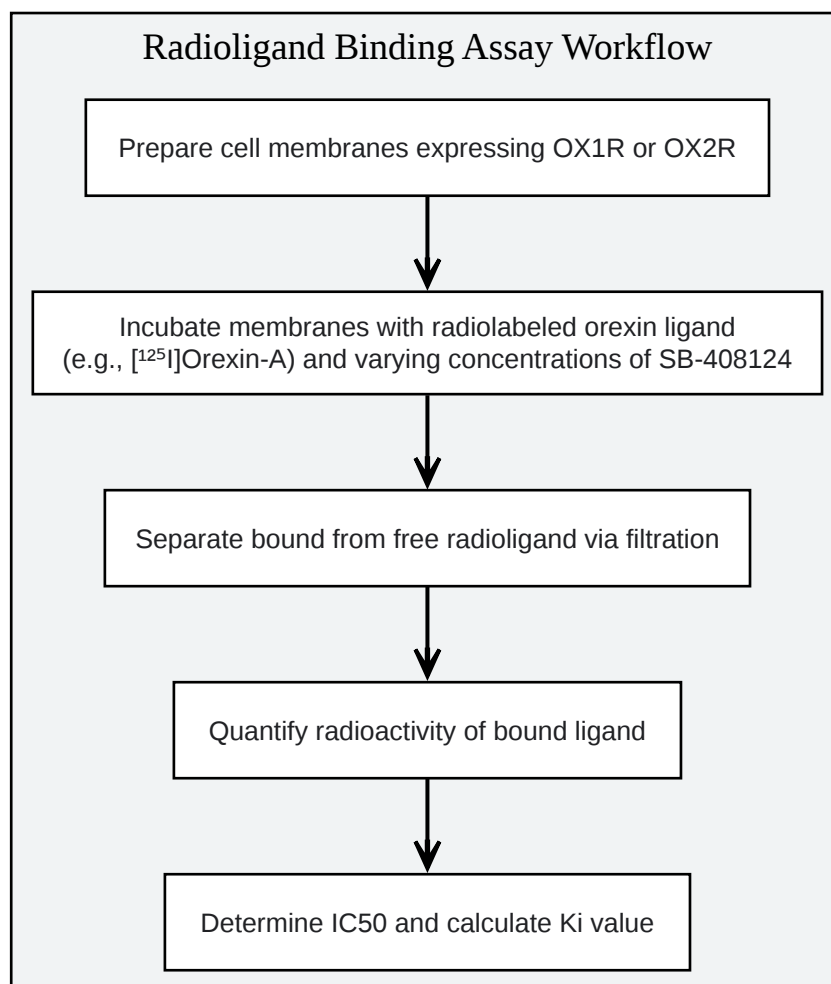 Radioligand Binding Assay Workflow
Prepare cell membranes expressing OX1R or OX2R
Incubate membranes with radiolabeled orexin ligand
(e.g., [¹²⁵I]Orexin-A) and varying concentrations of SB-408124
Separate bound from free radioligand via filtration
Quantify radioactivity of bound ligand
Determine IC50 and calculate Ki value